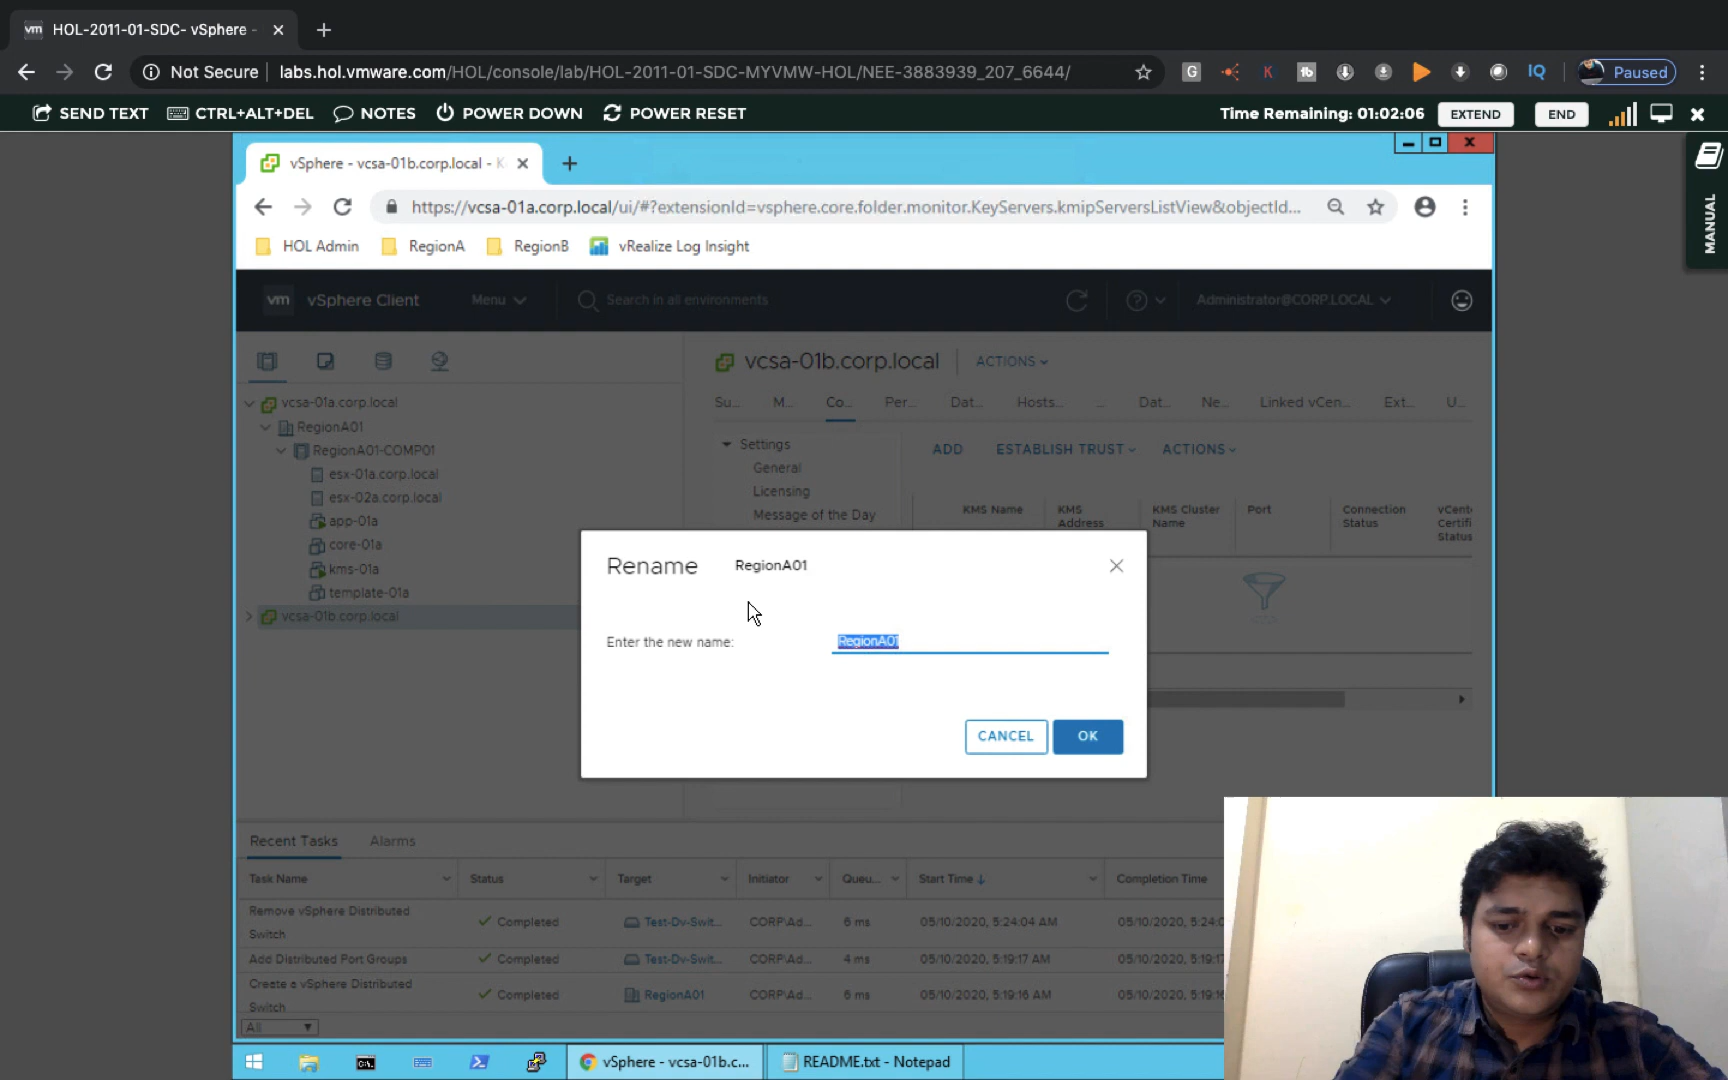 vm HOL-2011-01-SDC- vSphere -
Not Secure labs.hol.vmware.com/HOL/console/lab/HOL-2011-01-SDC-MYVMW-HOL/NEE-3883939_207_6644/
G K tb IQ Paused
SEND TEXT CTRL+ALT+DEL NOTES POWER DOWN POWER RESET Time Remaining: 01:02:06 EXTEND END
MANUAL
vSphere - vcsa-01b.corp.local - K
https://vcsa-01a.corp.local/ui/#?extensionId=vsphere.core.folder.monitor.KeyServers.kmipServersListView&objectId...
HOL Admin RegionA RegionB vRealize Log Insight
vm vSphere Client Menu Search in all environments ? Administrator@CORP.LOCAL
vcsa-01b.corp.local ACTIONS
Su... M... Co... Per... Dat... Hosts... ... Dat... Ne... Linked vCen... Ext... U...
vcsa-01a.corp.local
RegionA01
RegionA01-COMP01
esx-01a.corp.local
esx-02a.corp.local
app-01a
core-01a
kms-01a
template-01a
vcsa-01b.corp.local
Settings
General
Licensing
Message of the Day
ADD ESTABLISH TRUST ACTIONS
KMS Name KMS Address KMS Cluster Name Port Connection Status vCent Certifi Status
Rename RegionA01
Enter the new name: RegionA01
CANCEL OK
Recent Tasks Alarms
Task Name Status Target Initiator Queu... Start Time Completion Time
Remove vSphere Distributed Switch Completed Test-Dv-Swit... CORP\Ad... 6 ms 05/10/2020, 5:24:04 AM 05/10/2020, 5:24:0
Add Distributed Port Groups Completed Test-Dv-Swit... CORP\Ad... 4 ms 05/10/2020, 5:19:17 AM 05/10/2020, 5:19:17
Create a vSphere Distributed Switch Completed RegionA01 CORP\Ad... 6 ms 05/10/2020, 5:19:16 AM 05/10/2020, 5:19:16
All
vSphere - vcsa-01b.c... README.txt - Notepad